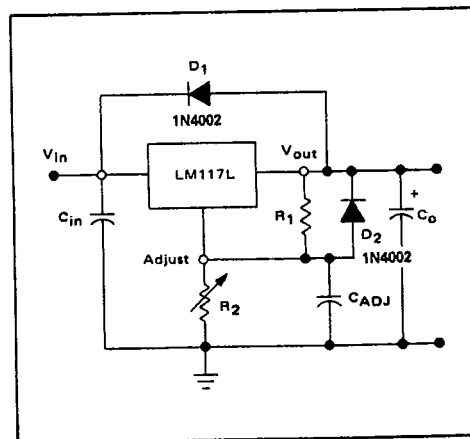 D1
1N4002
Vin
Vout
LM117L
Cin
R1
D2
1N4002
+
Co
Adjust
R2
CADJ